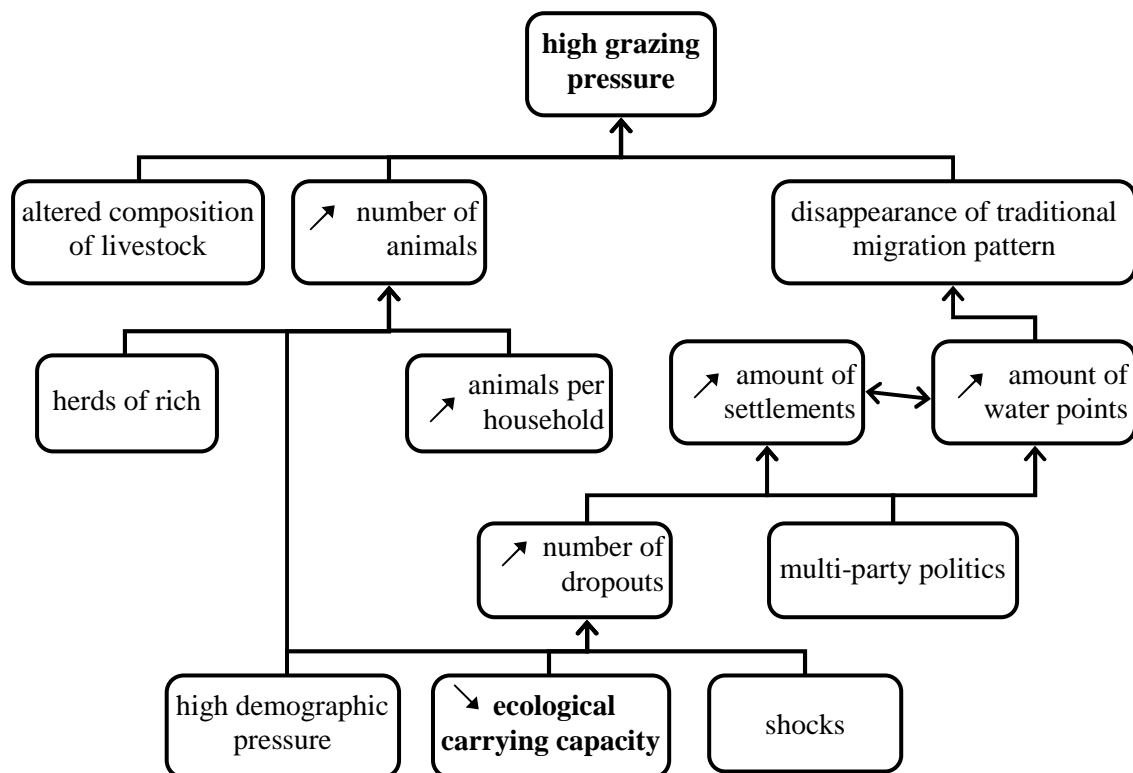 high grazing
pressure
altered composition
of livestock
number of
animals
disappearance of traditional
migration pattern
herds of rich
animals per
household
amount of
settlements
amount of
water points
number of
dropouts
multi-party politics
high demographic
pressure
ecological
carrying capacity
shocks